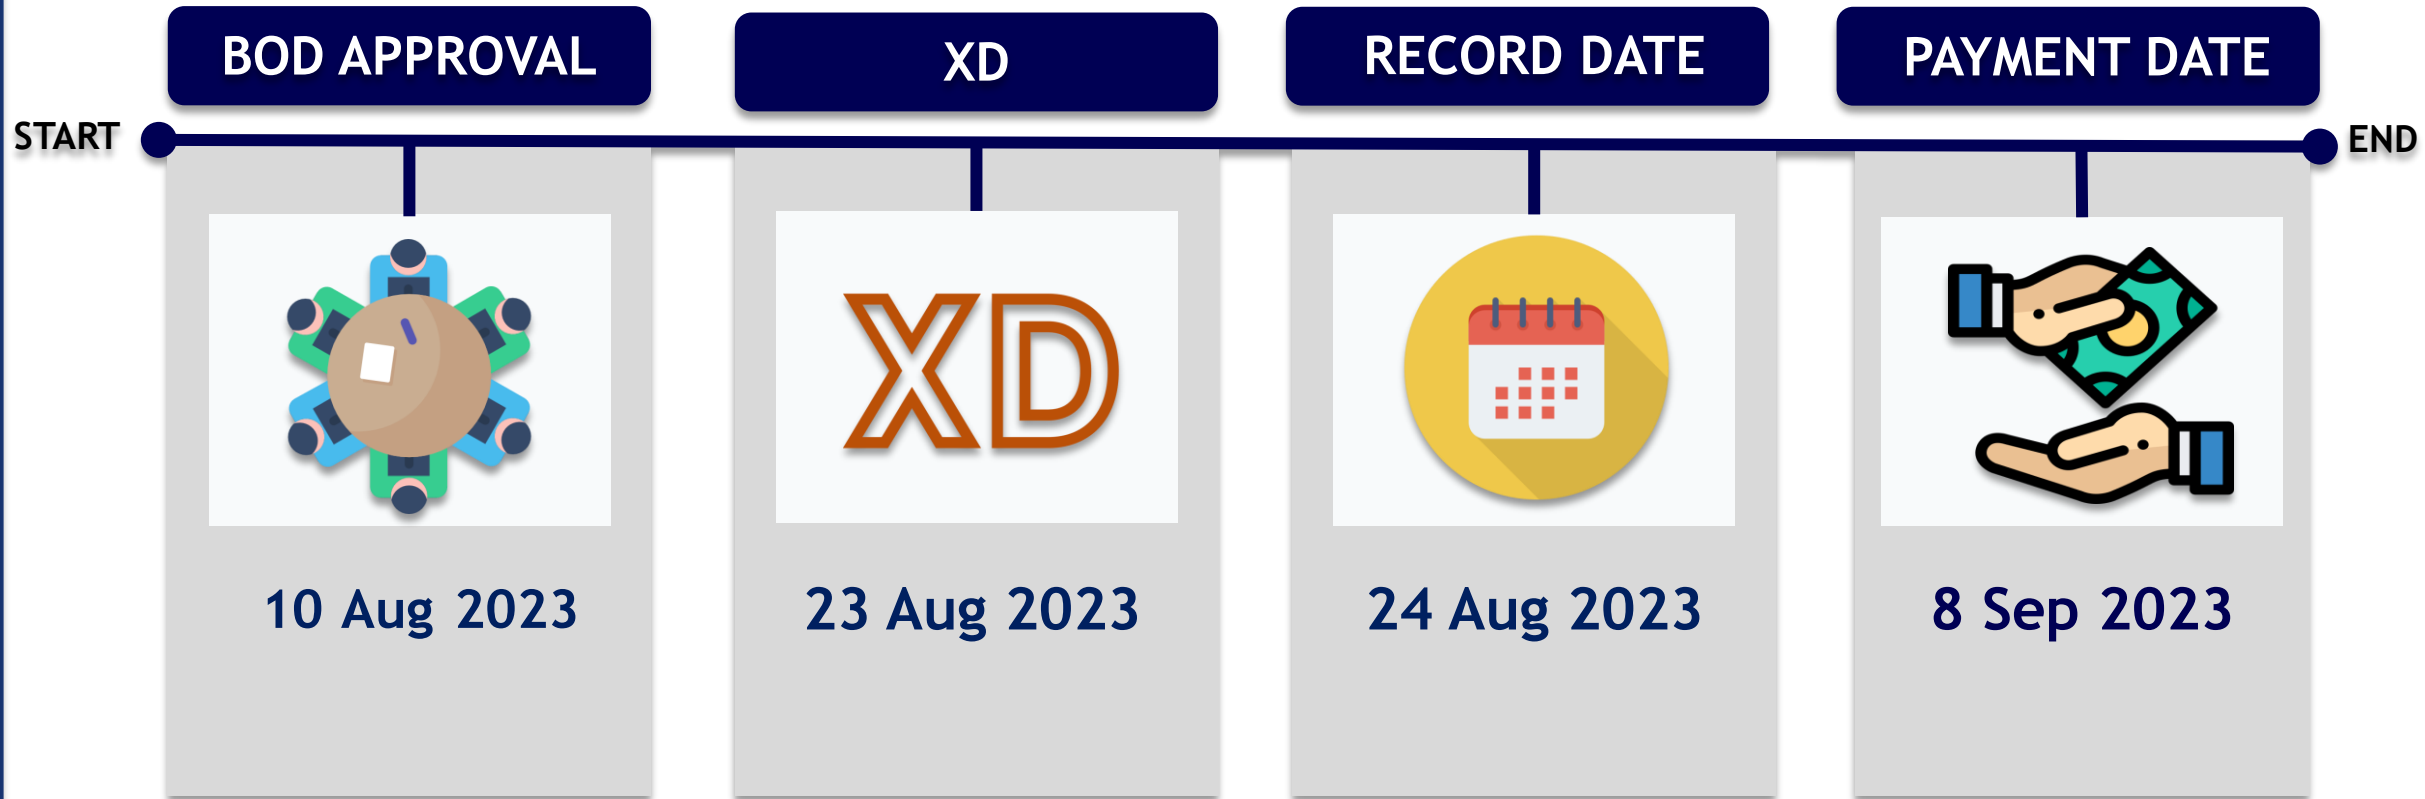 BOD APPROVAL
XD
RECORD DATE
PAYMENT DATE
START
END
XD
10 Aug 2023
23 Aug 2023
24 Aug 2023
8 Sep 2023